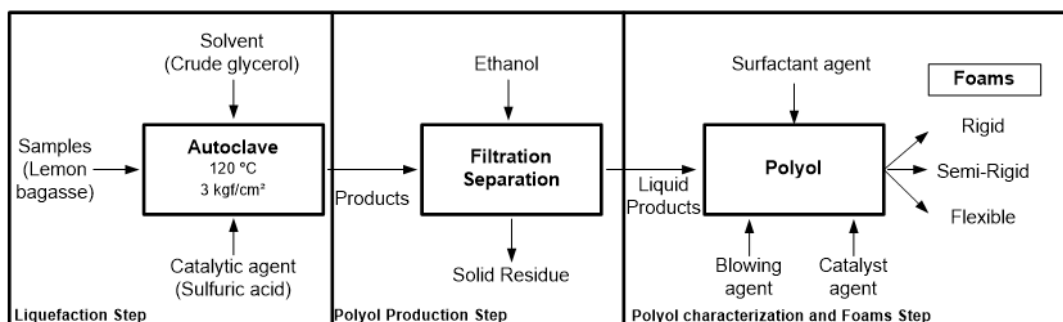 Solvent
(Crude glycerol)
Samples
(Lemon
bagasse)
Autoclave
120 ºC
3 kgf/cm²
Catalytic agent
(Sulfuric acid)
Liquefaction Step
Products
Ethanol
Filtration
Separation
Solid Residue
Polyol Production Step
Liquid
Products
Surfactant agent
Polyol
Blowing
agent
Catalyst
agent
Foams
Rigid
Semi-Rigid
Flexible
Polyol characterization and Foams Step